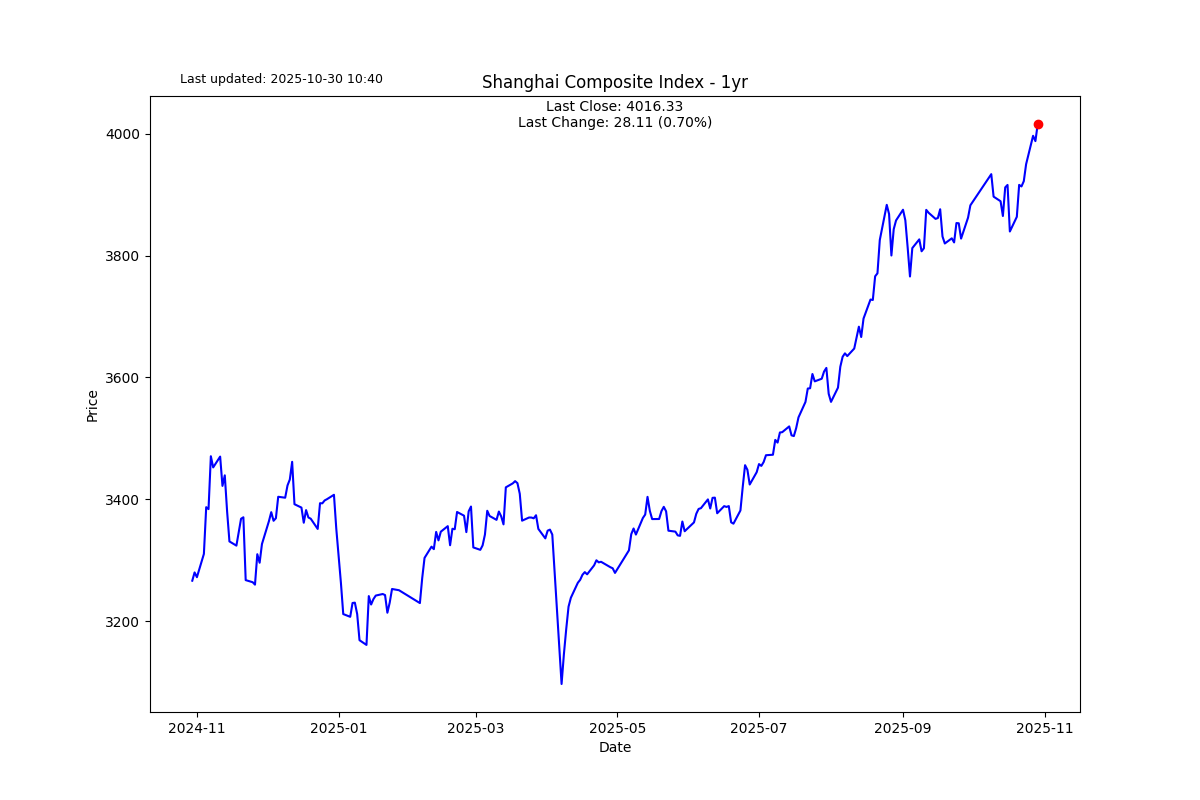 Last updated: 2025-10-30 10:40
Shanghai Composite Index - 1yr
Last Close: 4016.33
Last Change: 28.11 (0.70%)
4000
3800
3600
3400
3200
Price
2024-11
2025-01
2025-03
2025-05
2025-07
2025-09
2025-11
Date